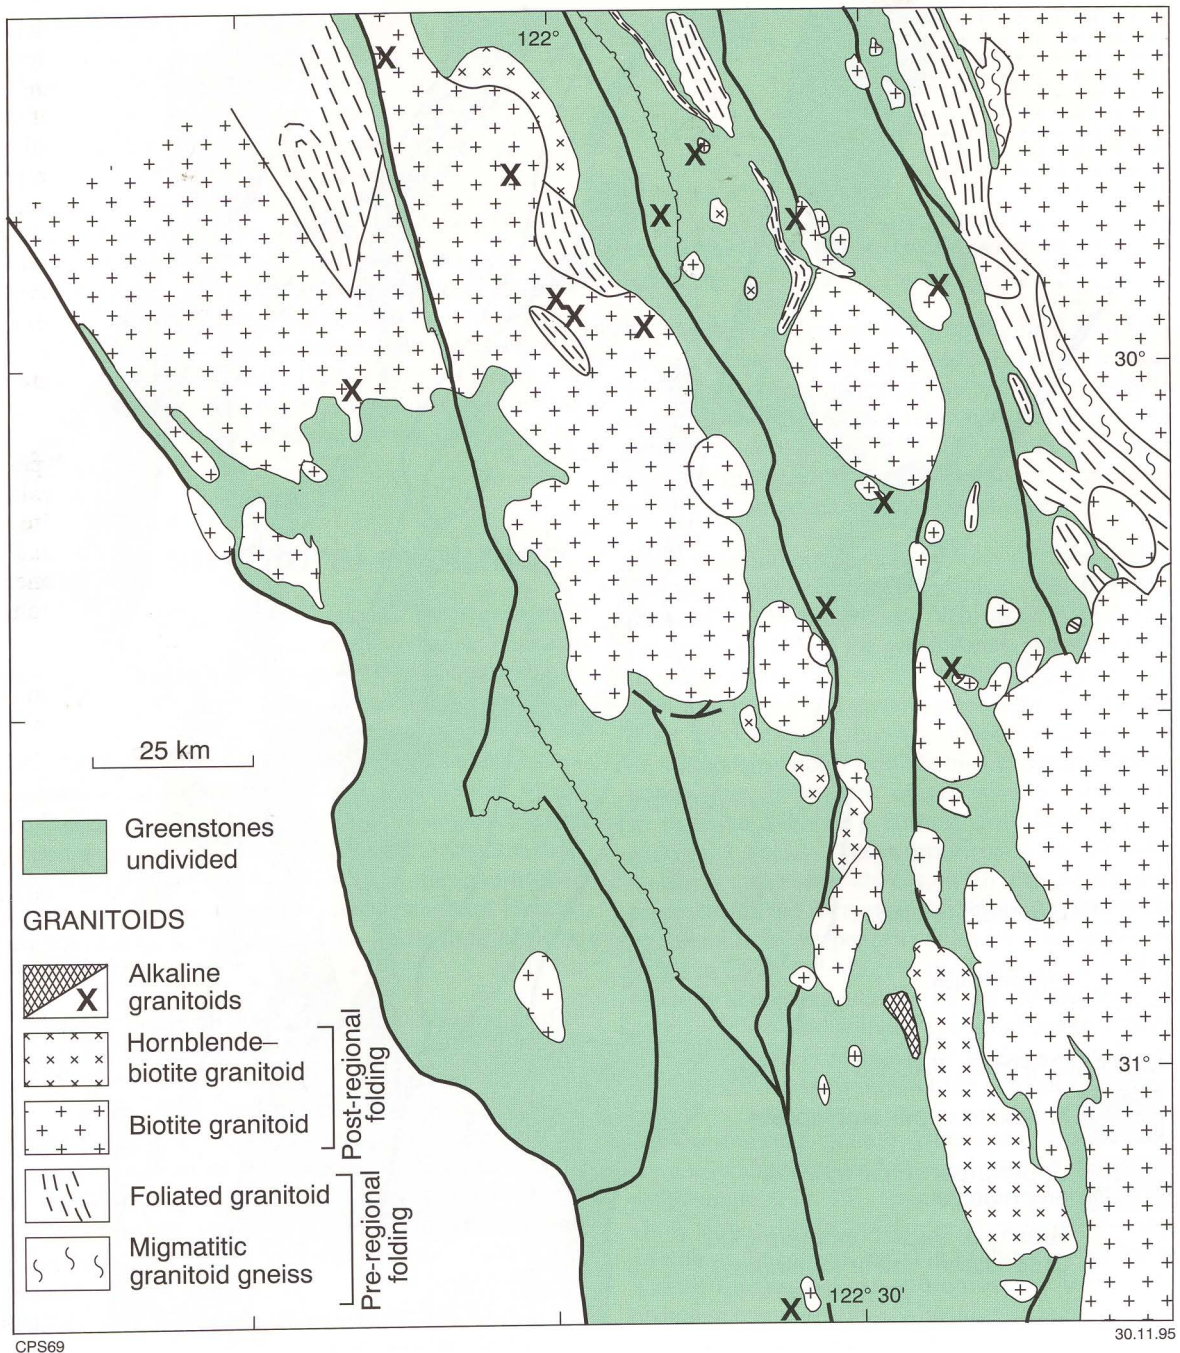 122°
30°
25 km
Greenstones
undivided
GRANITOIDS
Alkaline
granitoids
X
Hornblende–
biotite granitoid
Biotite granitoid
Post-regional
folding
Foliated granitoid
Migmatitic
granitoid gneiss
Pre-regional
folding
31°
122° 30'
CPS69
30.11.95